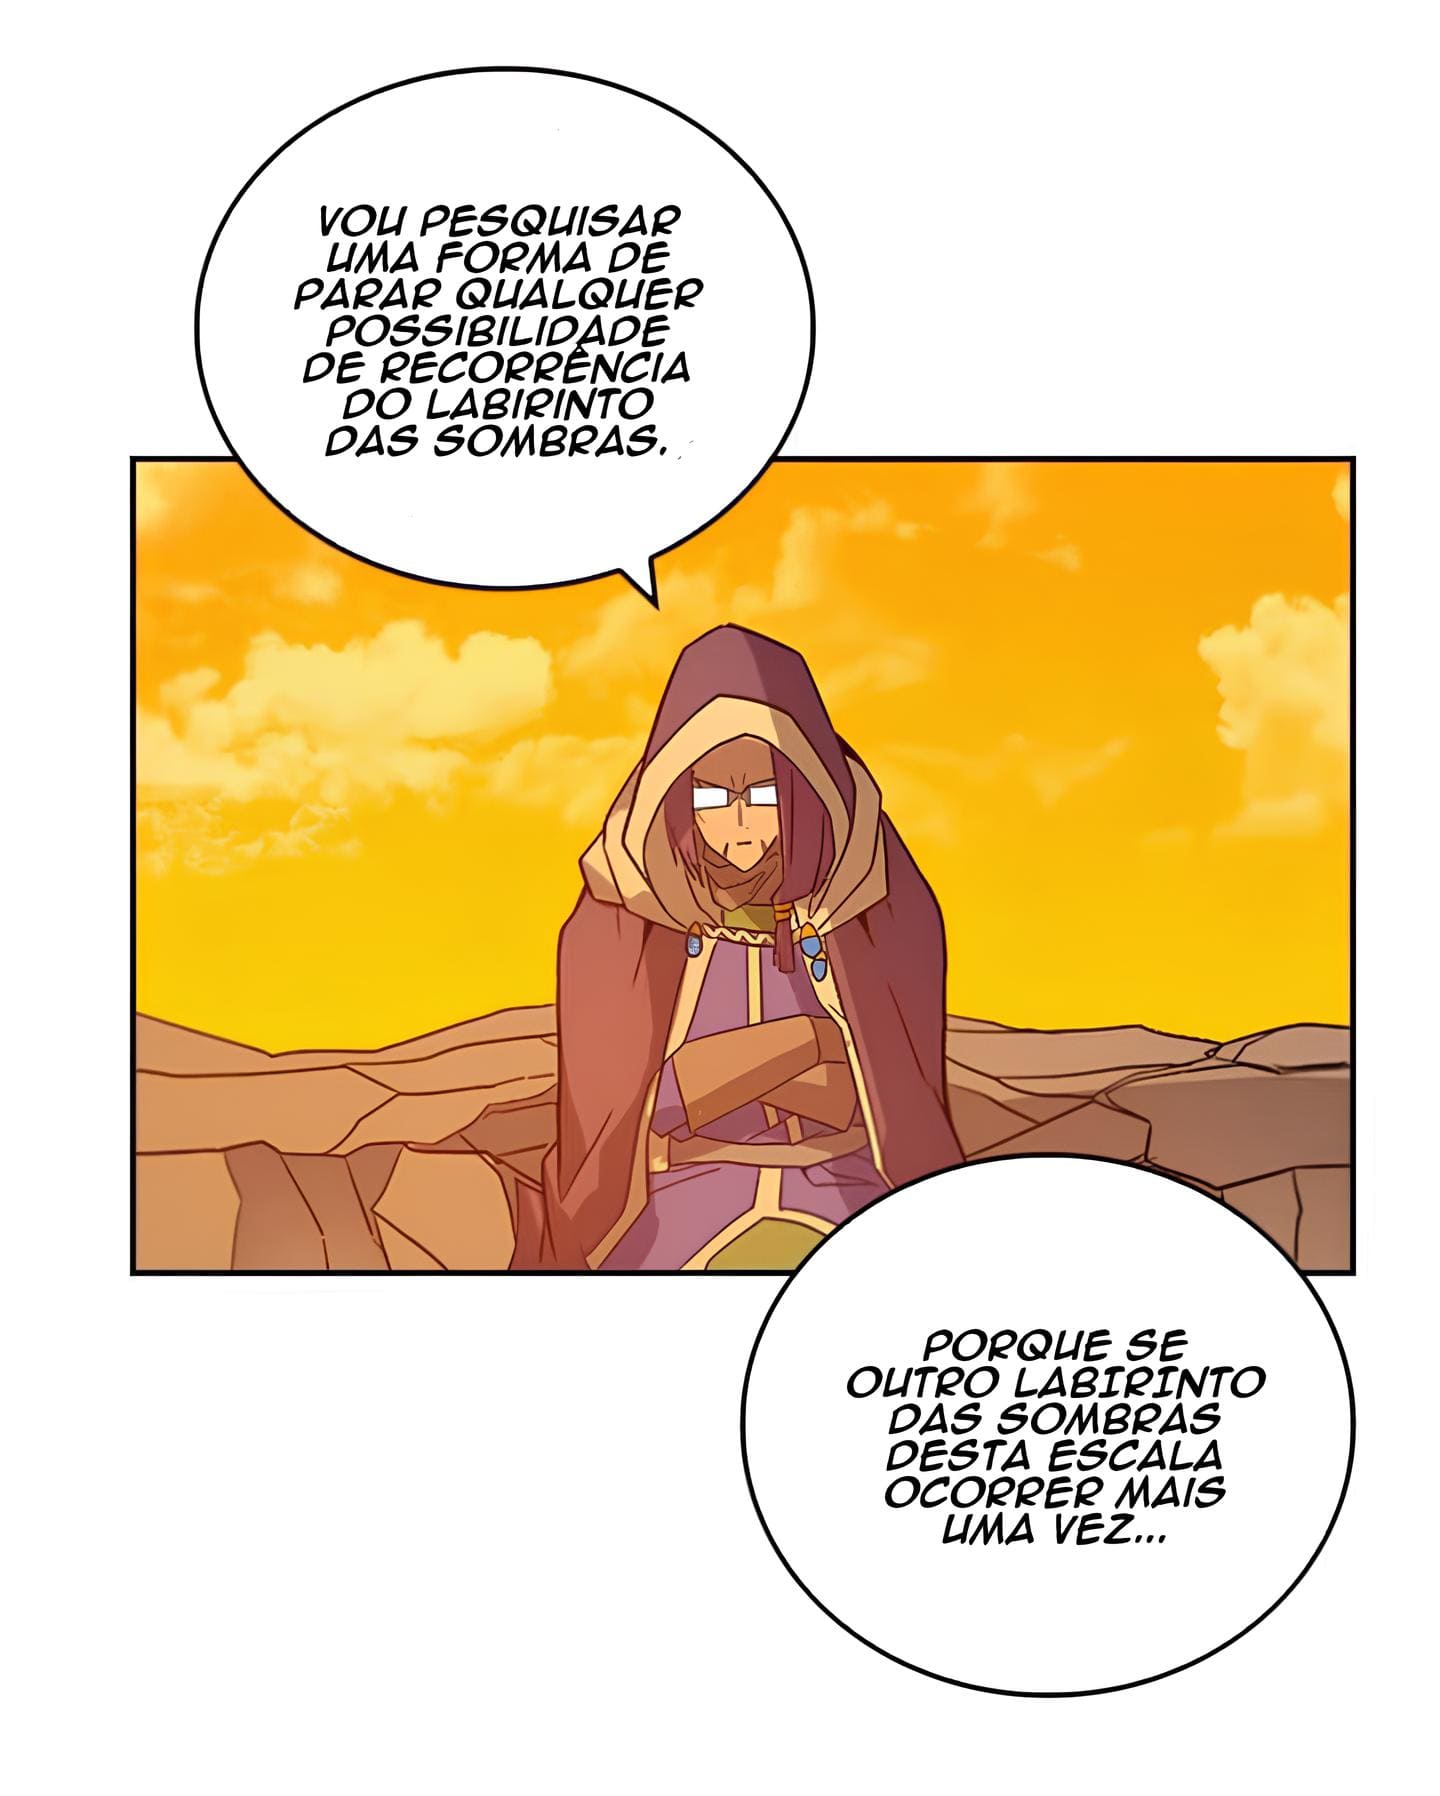 VOU PESQUISAR
UMA FORMA DE
PARAR QUALQUER
POSSIBILIDADE
DE RECORRÊNCIA
DO LABIRINTO
DAS SOMBRAS.
PORQUE SE
OUTRO LABIRINTO
DAS SOMBRAS
DESTA ESCALA
OCORRER MAIS
UMA VEZ...